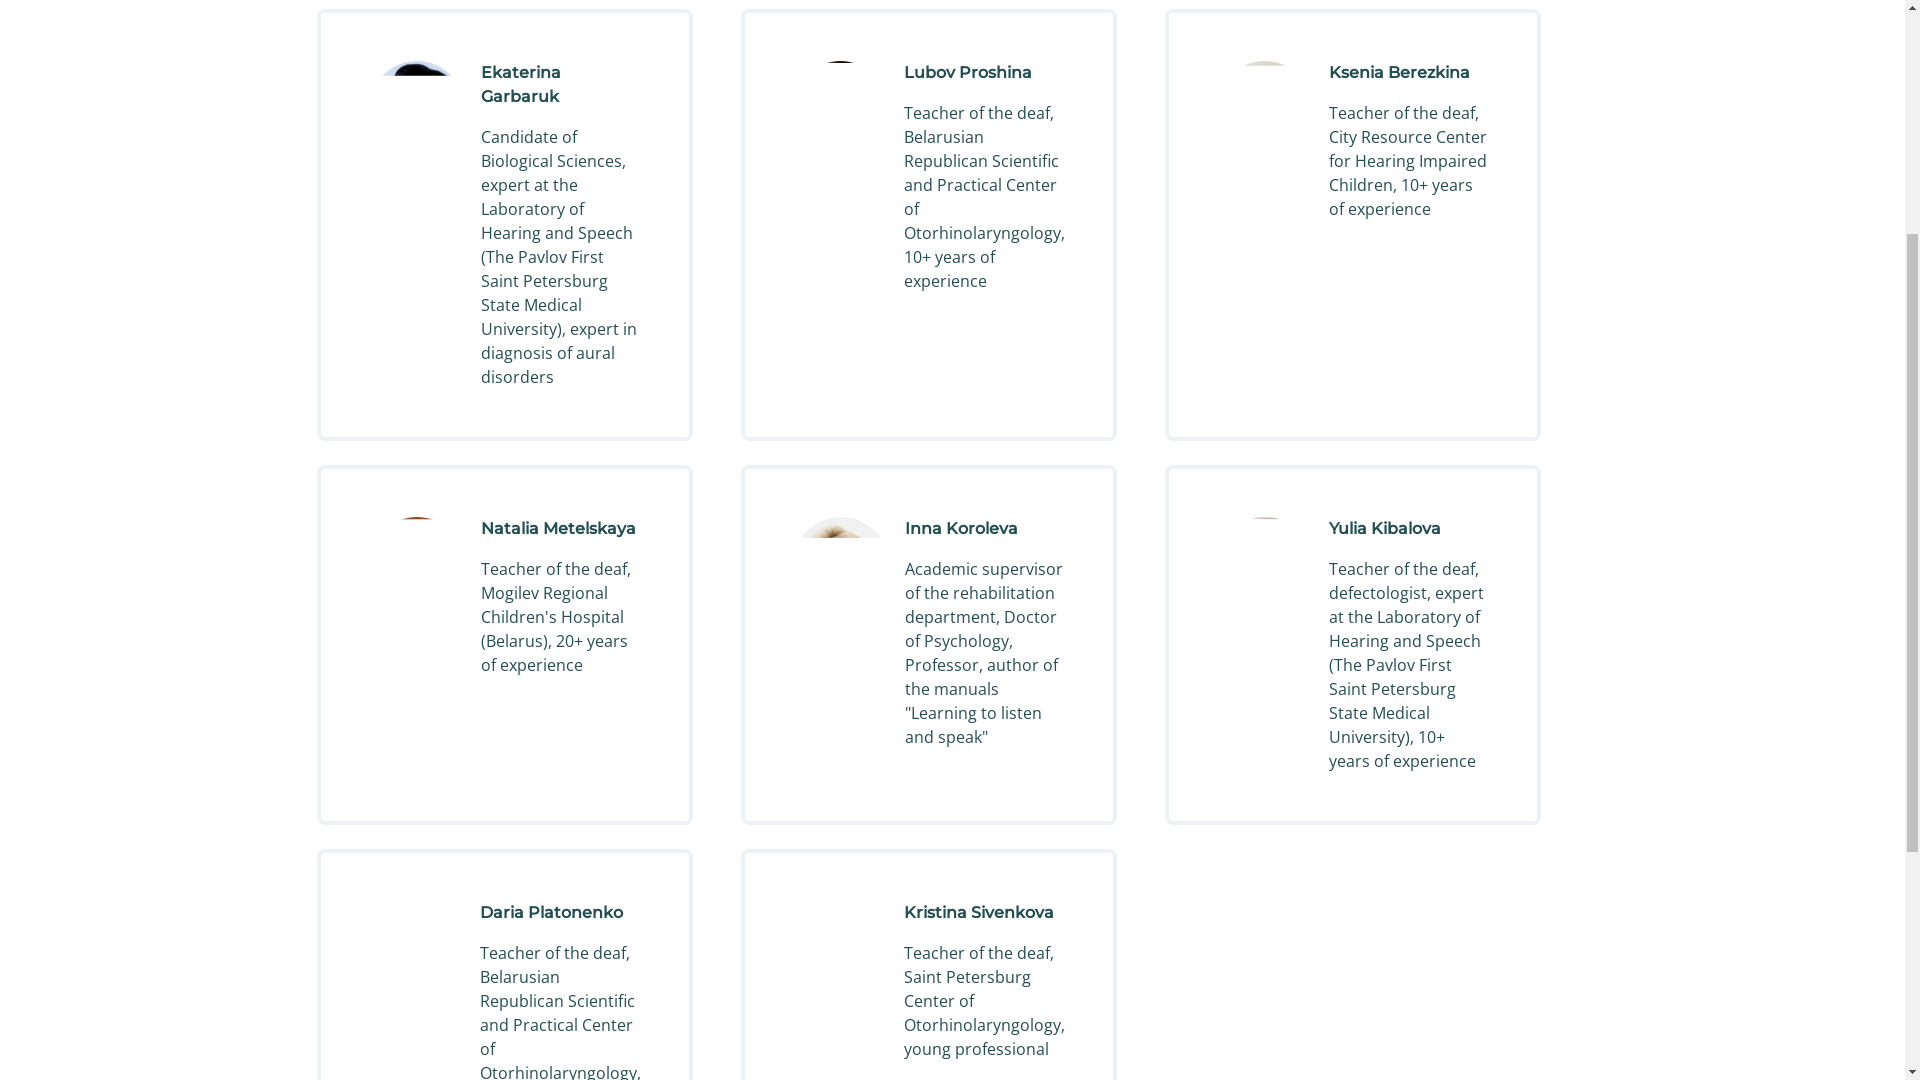 Ekaterina
Garbaruk
Candidate of
Biological Sciences,
expert at the
Laboratory of
Hearing and Speech
(The Pavlov First
Saint Petersburg
State Medical
University), expert in
diagnosis of aural
disorders
Lubov Proshina
Teacher of the deaf,
Belarusian
Republican Scientific
and Practical Center
of
Otorhinolaryngology,
10+ years of
experience
Ksenia Berezkina
Teacher of the deaf,
City Resource Center
for Hearing Impaired
Children, 10+ years
of experience
Natalia Metelskaya
Teacher of the deaf,
Mogilev Regional
Children's Hospital
(Belarus), 20+ years
of experience
Inna Koroleva
Academic supervisor
of the rehabilitation
department, Doctor
of Psychology,
Professor, author of
the manuals
"Learning to listen
and speak"
Yulia Kibalova
Teacher of the deaf,
defectologist, expert
at the Laboratory of
Hearing and Speech
(The Pavlov First
Saint Petersburg
State Medical
University), 10+
years of experience
Daria Platonenko
Teacher of the deaf,
Belarusian
Republican Scientific
and Practical Center
of
Otorhinolaryngology,
Kristina Sivenkova
Teacher of the deaf,
Saint Petersburg
Center of
Otorhinolaryngology,
young professional